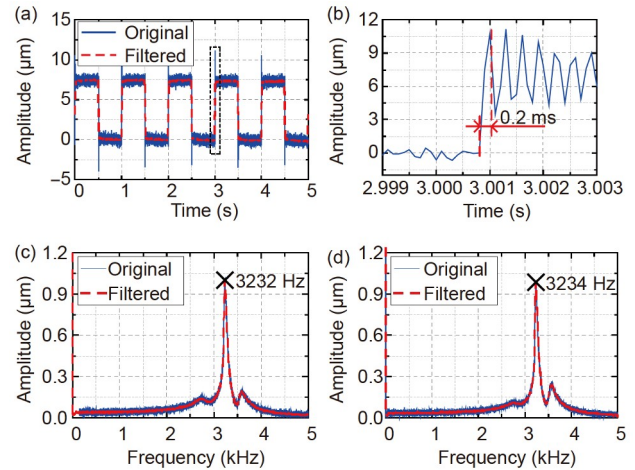 (a)
Original
Filtered
Amplitude (μm)
15
10
5
0
−5
0 1 2 3 4 5
Time (s)
(b)
Amplitude (μm)
12
9
6
3
0
−3
0.2 ms
2.999 3.000 3.001 3.002 3.003
Time (s)
(c)
Original
Filtered
3232 Hz
Amplitude (μm)
1.2
0.9
0.6
0.3
0.0
0 1 2 3 4 5
Frequency (kHz)
(d)
Original
Filtered
3234 Hz
Amplitude (μm)
1.2
0.9
0.6
0.3
0.0
0 1 2 3 4 5
Frequency (kHz)